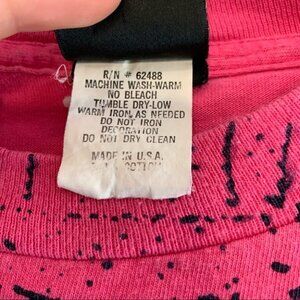 R/N # 62488
MACHINE WASH-WARM
NO BLEACH
TUMBLE DRY-LOW
WARM IRON AS NEEDED
DO NOT IRON
DECORATION
DO NOT DRY CLEAN
MADE IN U.S.A.
COTTON